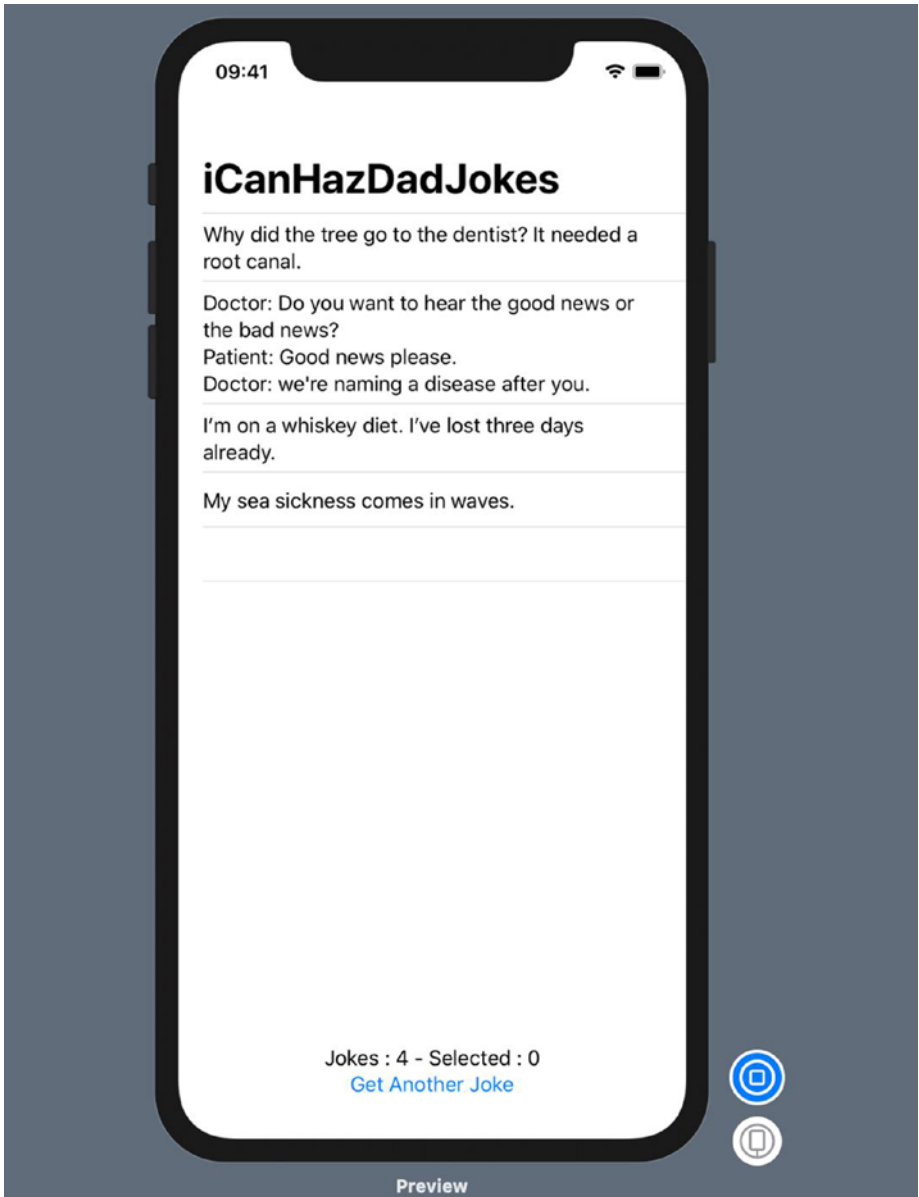 09:41
iCanHazDadJokes
Why did the tree go to the dentist? It needed a
root canal.
Doctor: Do you want to hear the good news or
the bad news?
Patient: Good news please.
Doctor: we're naming a disease after you.
I’m on a whiskey diet. I’ve lost three days
already.
My sea sickness comes in waves.
Jokes : 4 - Selected : 0
Get Another Joke
Preview